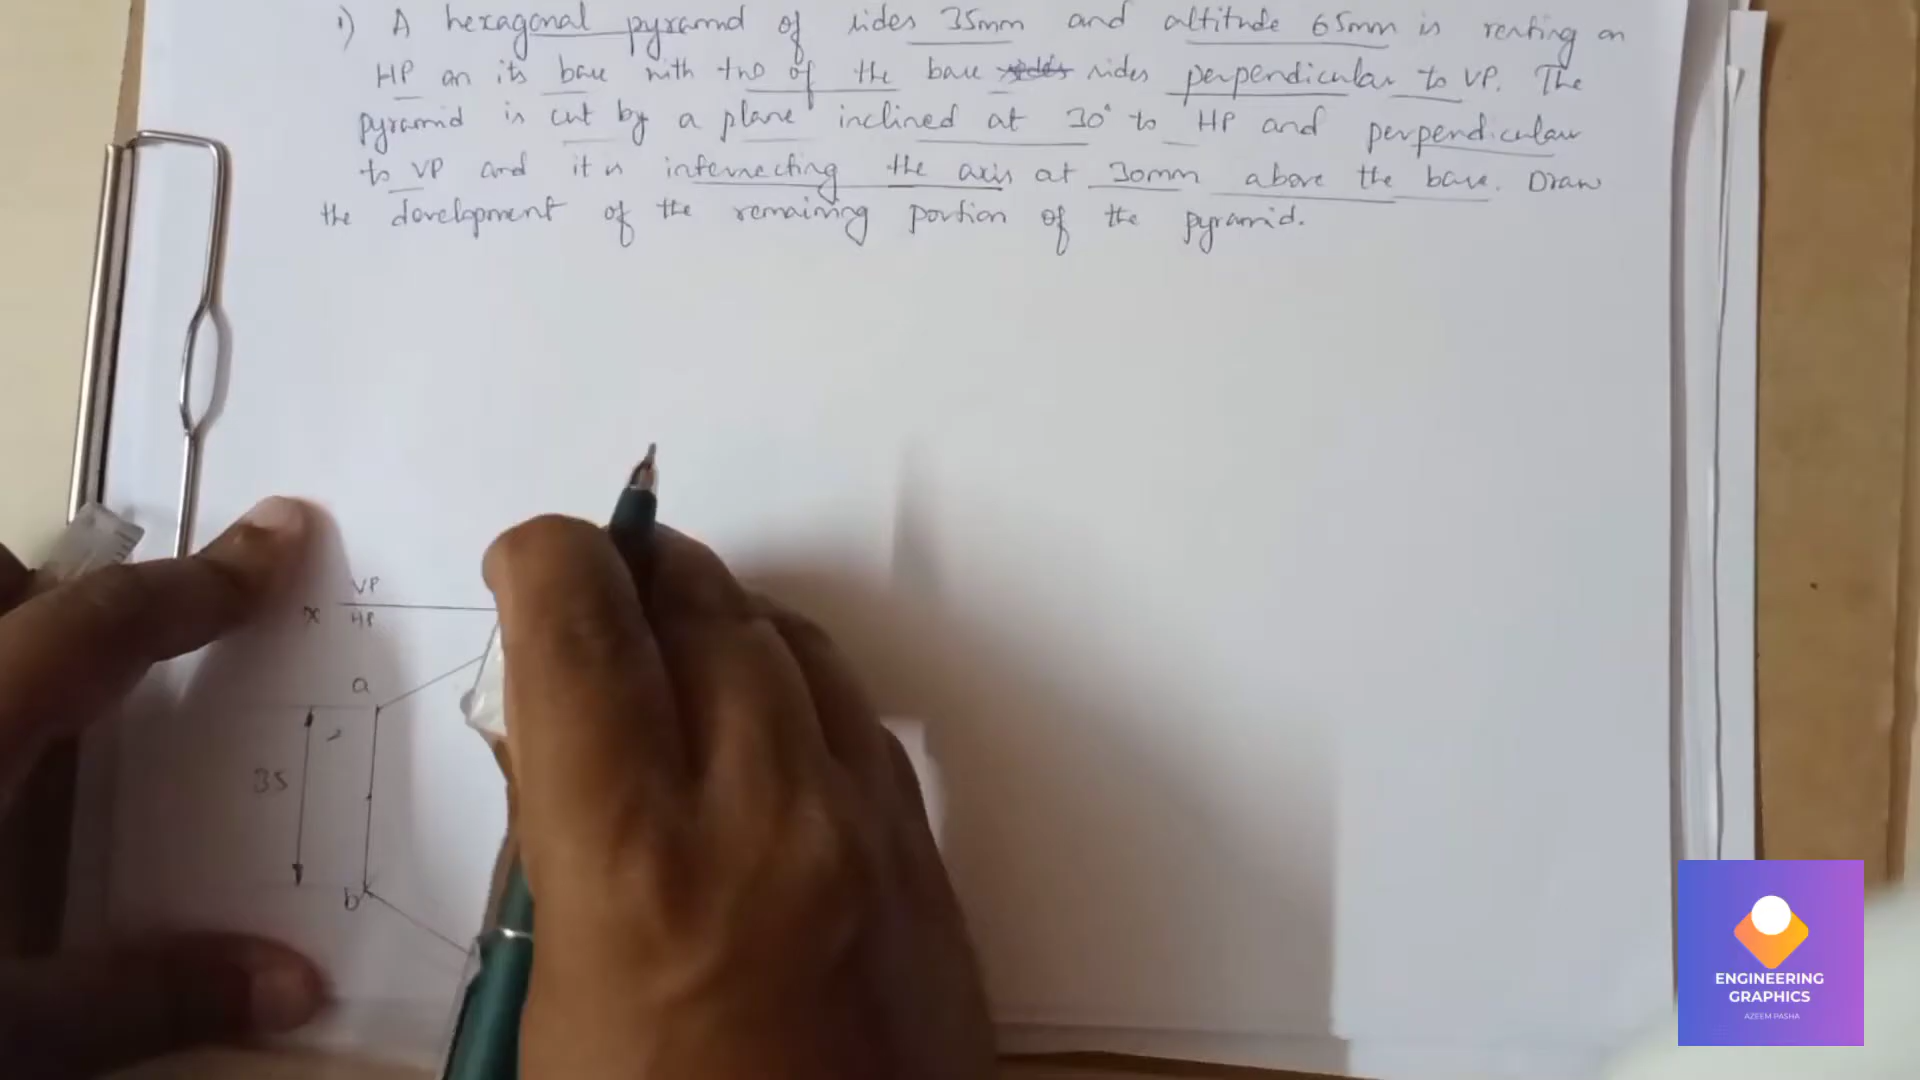 1) A hexagonal pyramid of sides 35mm and altitude 65mm is resting on
HP on its base with two of the base sides perpendicular to VP. The
pyramid is cut by a plane inclined at 30° to HP and perpendicular
to VP and it is intersecting the axis at 30mm above the base. Draw
the development of the remaining portion of the pyramid.
VP
x HP
a
35
b
ENGINEERING
GRAPHICS
AZEEM PASHA